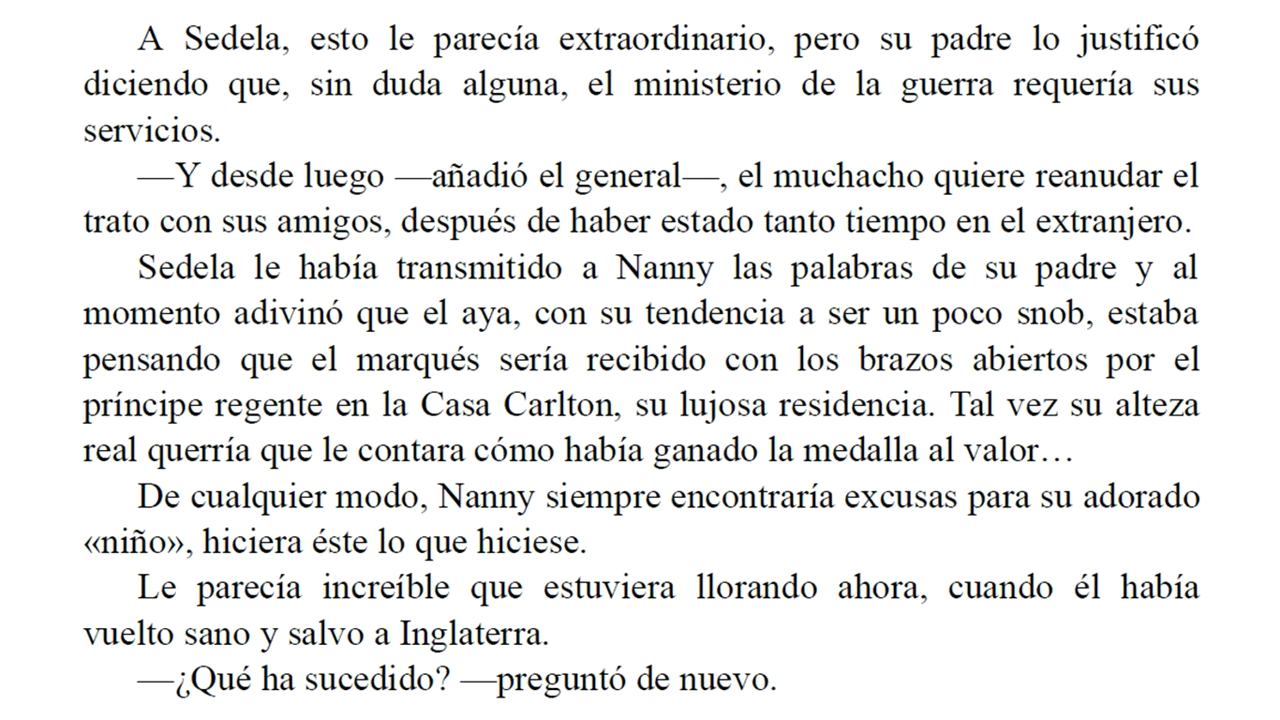 A Sedela, esto le parecía extraordinario, pero su padre lo justificó
diciendo que, sin duda alguna, el ministerio de la guerra requería sus
servicios.
—Y desde luego —añadió el general—, el muchacho quiere reanudar el
trato con sus amigos, después de haber estado tanto tiempo en el extranjero.
Sedela le había transmitido a Nanny las palabras de su padre y al
momento adivinó que el aya, con su tendencia a ser un poco snob, estaba
pensando que el marqués sería recibido con los brazos abiertos por el
príncipe regente en la Casa Carlton, su lujosa residencia. Tal vez su alteza
real querría que le contara cómo había ganado la medalla al valor…
De cualquier modo, Nanny siempre encontraría excusas para su adorado
«niño», hiciera éste lo que hiciese.
Le parecía increíble que estuviera llorando ahora, cuando él había
vuelto sano y salvo a Inglaterra.
—¿Qué ha sucedido? —preguntó de nuevo.